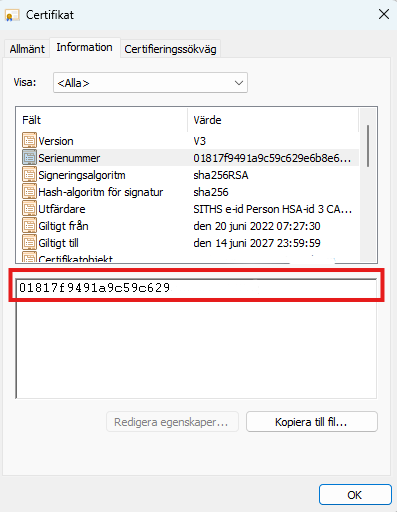 Certifikat
Allmänt Information Certifieringssökväg
Visa: <Alla>
Fält Värde
Version V3
Serienummer 01817f9491a9c59c629e6b8e6...
Signeringsalgoritm sha256RSA
Hash-algoritm för signatur sha256
Utfärdare SITHS e-id Person HSA-id 3 CA...
Giltigt från den 20 juni 2022 07:27:30
Giltigt till den 14 juni 2027 23:59:59
Certifikatobjekt
01817f9491a9c59c629
Redigera egenskaper... Kopiera till fil...
OK